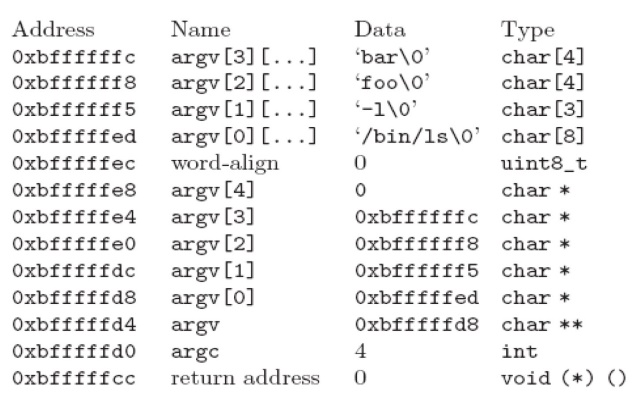 Address Name Data Type
0xbffffffc argv[3][...] ‘bar\0’ char[4]
0xbffffff8 argv[2][...] ‘foo\0’ char[4]
0xbffffff5 argv[1][...] ‘-l\0’ char[3]
0xbfffffed argv[0][...] ‘/bin/ls\0’ char[8]
0xbfffffec word-align 0 uint8_t
0xbfffffe8 argv[4] 0 char *
0xbfffffe4 argv[3] 0xbffffffc char *
0xbfffffe0 argv[2] 0xbffffff8 char *
0xbfffffdc argv[1] 0xbffffff5 char *
0xbfffffd8 argv[0] 0xbfffffed char *
0xbfffffd4 argv 0xbfffffd8 char **
0xbfffffd0 argc 4 int
0xbfffffcc return address 0 void (*) ()